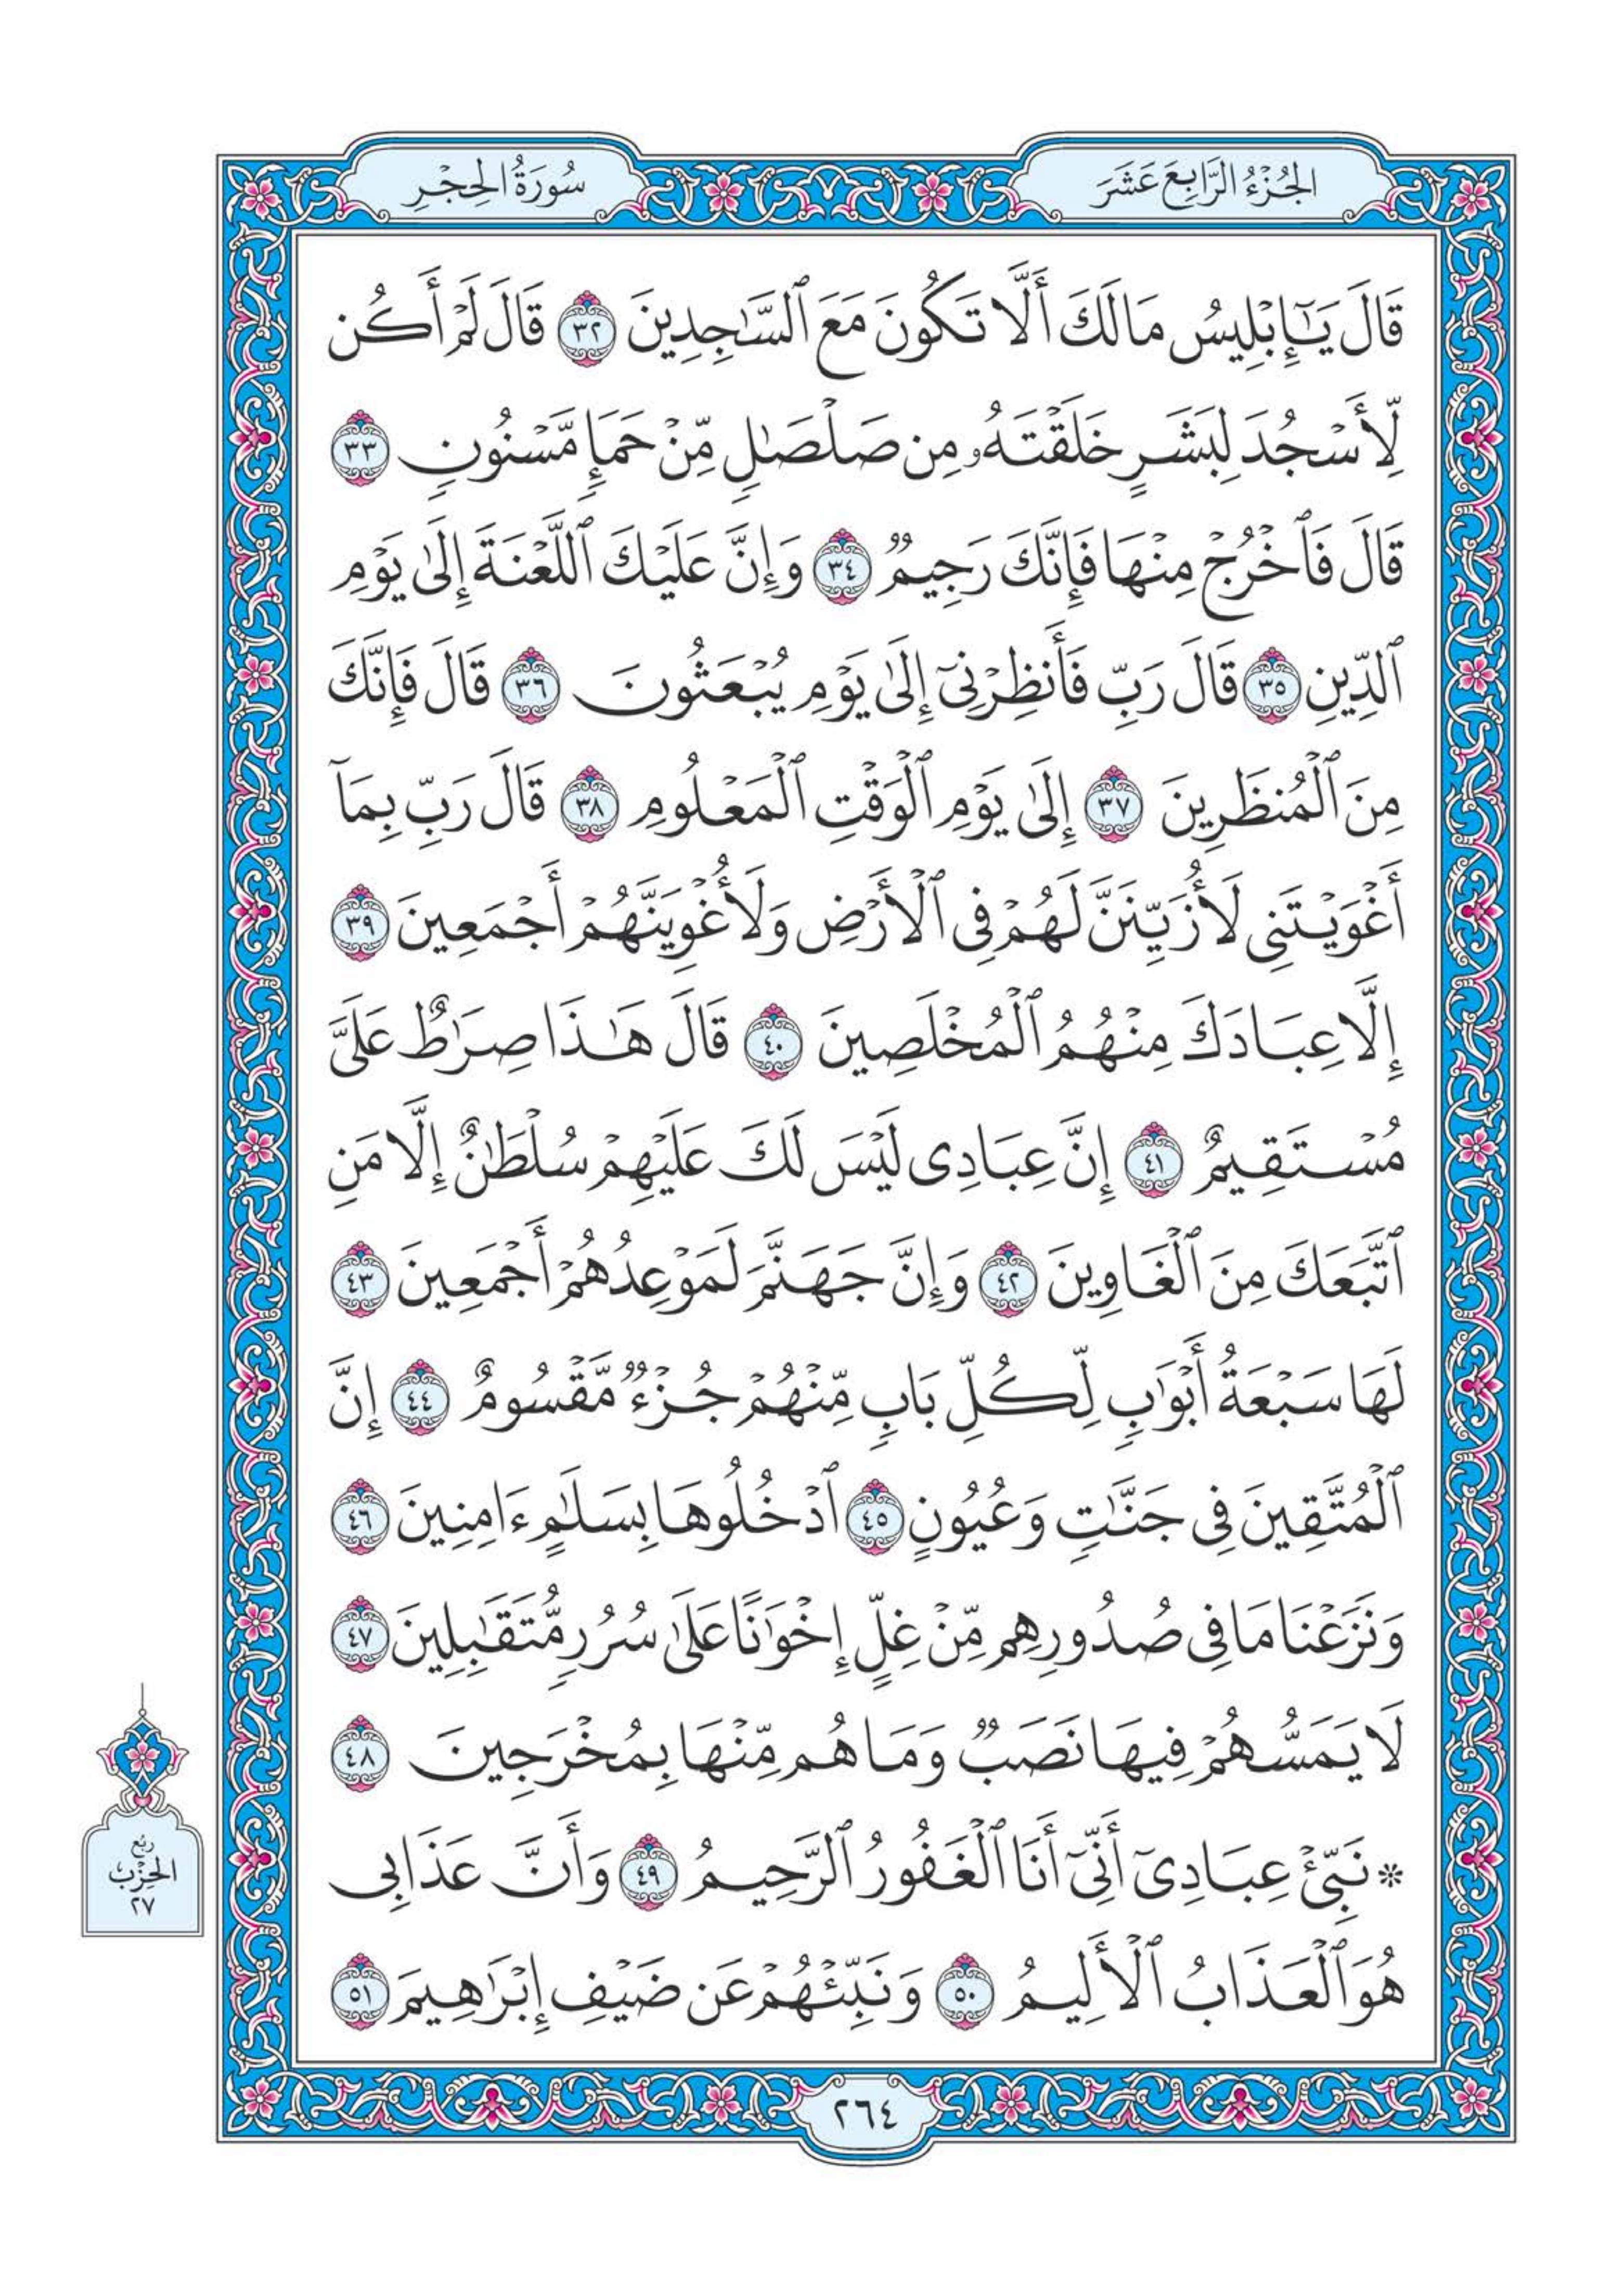 الجُزْءُ الرَّابِعَ عَشَرَ
سُورَةُ الحِجْرِ
قَالَ يَٰٓإِبْلِيسُ مَالَكَ أَلَّا تَكُونَ مَعَ ٱلسَّٰجِدِينَ ٣٢ قَالَ لَمْ أَكُن
لِّأَسْجُدَ لِبَشَرٍ خَلَقْتَهُۥ مِن صَلْصَٰلٍ مِّنْ حَمَإٍ مَّسْنُونٍ ٣٣
قَالَ فَٱخْرُجْ مِنْهَا فَإِنَّكَ رَجِيمٌ ٣٤ وَإِنَّ عَلَيْكَ ٱللَّعْنَةَ إِلَىٰ يَوْمِ
ٱلدِّينِ ٣٥ قَالَ رَبِّ فَأَنظِرْنِىٓ إِلَىٰ يَوْمِ يُبْعَثُونَ ٣٦ قَالَ فَإِنَّكَ
مِنَ ٱلْمُنظَرِينَ ٣٧ إِلَىٰ يَوْمِ ٱلْوَقْتِ ٱلْمَعْلُومِ ٣٨ قَالَ رَبِّ بِمَآ
أَغْوَيْتَنِى لَأُزَيِّنَنَّ لَهُمْ فِى ٱلْأَرْضِ وَلَأُغْوِيَنَّهُمْ أَجْمَعِينَ ٣٩
إِلَّا عِبَادَكَ مِنْهُمُ ٱلْمُخْلَصِينَ ٤٠ قَالَ هَٰذَا صِرَٰطٌ عَلَىَّ
مُسْتَقِيمٌ ٤١ إِنَّ عِبَادِى لَيْسَ لَكَ عَلَيْهِمْ سُلْطَٰنٌ إِلَّا مَنِ
ٱتَّبَعَكَ مِنَ ٱلْغَاوِينَ ٤٢ وَإِنَّ جَهَنَّمَ لَمَوْعِدُهُمْ أَجْمَعِينَ ٤٣
لَهَا سَبْعَةُ أَبْوَٰبٍ لِّكُلِّ بَابٍ مِّنْهُمْ جُزْءٌ مَّقْسُومٌ ٤٤ إِنَّ
ٱلْمُتَّقِينَ فِى جَنَّٰتٍ وَعُيُونٍ ٤٥ ٱدْخُلُوهَا بِسَلَٰمٍ ءَامِنِينَ ٤٦
وَنَزَعْنَا مَا فِى صُدُورِهِم مِّنْ غِلٍّ إِخْوَٰنًا عَلَىٰ سُرُرٍ مُّتَقَٰبِلِينَ ٤٧
لَا يَمَسُّهُمْ فِيهَا نَصَبٌ وَمَا هُم مِّنْهَا بِمُخْرَجِينَ ٤٨
* نَبِّئْ عِبَادِىٓ أَنِّىٓ أَنَا ٱلْغَفُورُ ٱلرَّحِيمُ ٤٩ وَأَنَّ عَذَابِى
هُوَ ٱلْعَذَابُ ٱلْأَلِيمُ ٥٠ وَنَبِّئْهُمْ عَن ضَيْفِ إِبْرَٰهِيمَ ٥١
ربع
الحِزْب
٢٧
٢٦٤